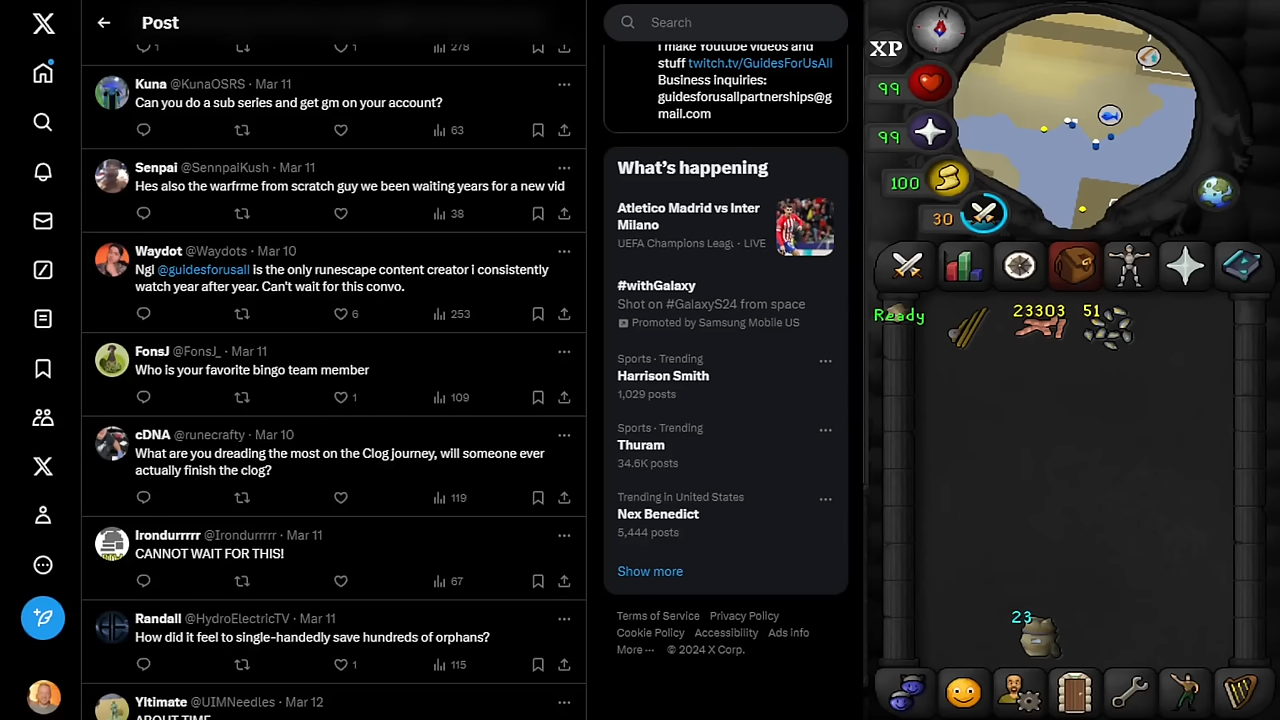 Post
1
1
278
Kuna @KunaOSRS · Mar 11
Can you do a sub series and get gm on your account?
63
Senpai @SennpalKush · Mar 11
Hes also the warfrme from scratch guy we been waiting years for a new vid
38
Waydot @Waydots · Mar 10
Ngl @guidesforusall is the only runescape content creator i consistently
watch year after year. Can't wait for this convo.
6
253
FonsJ @FonsJ_ · Mar 11
Who is your favorite bingo team member
1
109
cDNA @runecrafty · Mar 10
What are you dreading the most on the Clog journey, will someone ever
actually finish the clog?
119
Irondurrrrr @Irondurrrrr · Mar 11
CANNOT WAIT FOR THIS!
67
Randall @HydroElectricTV · Mar 11
How did it feel to single-handedly save hundreds of orphans?
1
115
Yltimate @UIMNeedles · Mar 12
ABOUT TIME
Search
I make Youtube videos and
stuff twitch.tv/GuidesForUsAll
Business inquiries:
guidesforusallpartnerships@g
mail.com
What's happening
Atletico Madrid vs Inter
Milano
UEFA Champions Leag. · LIVE
#withGalaxy
Shot on #GalaxyS24 from space
Promoted by Samsung Mobile US
Sports · Trending
Harrison Smith
1,029 posts
Sports · Trending
Thuram
34.6K posts
Trending in United States
Nex Benedict
5,444 posts
Show more
Terms of Service Privacy Policy
Cookie Policy Accessibility Ads info
More ··· © 2024 X Corp.
N
XP
99
99
100
30
Ready
23303
51
23